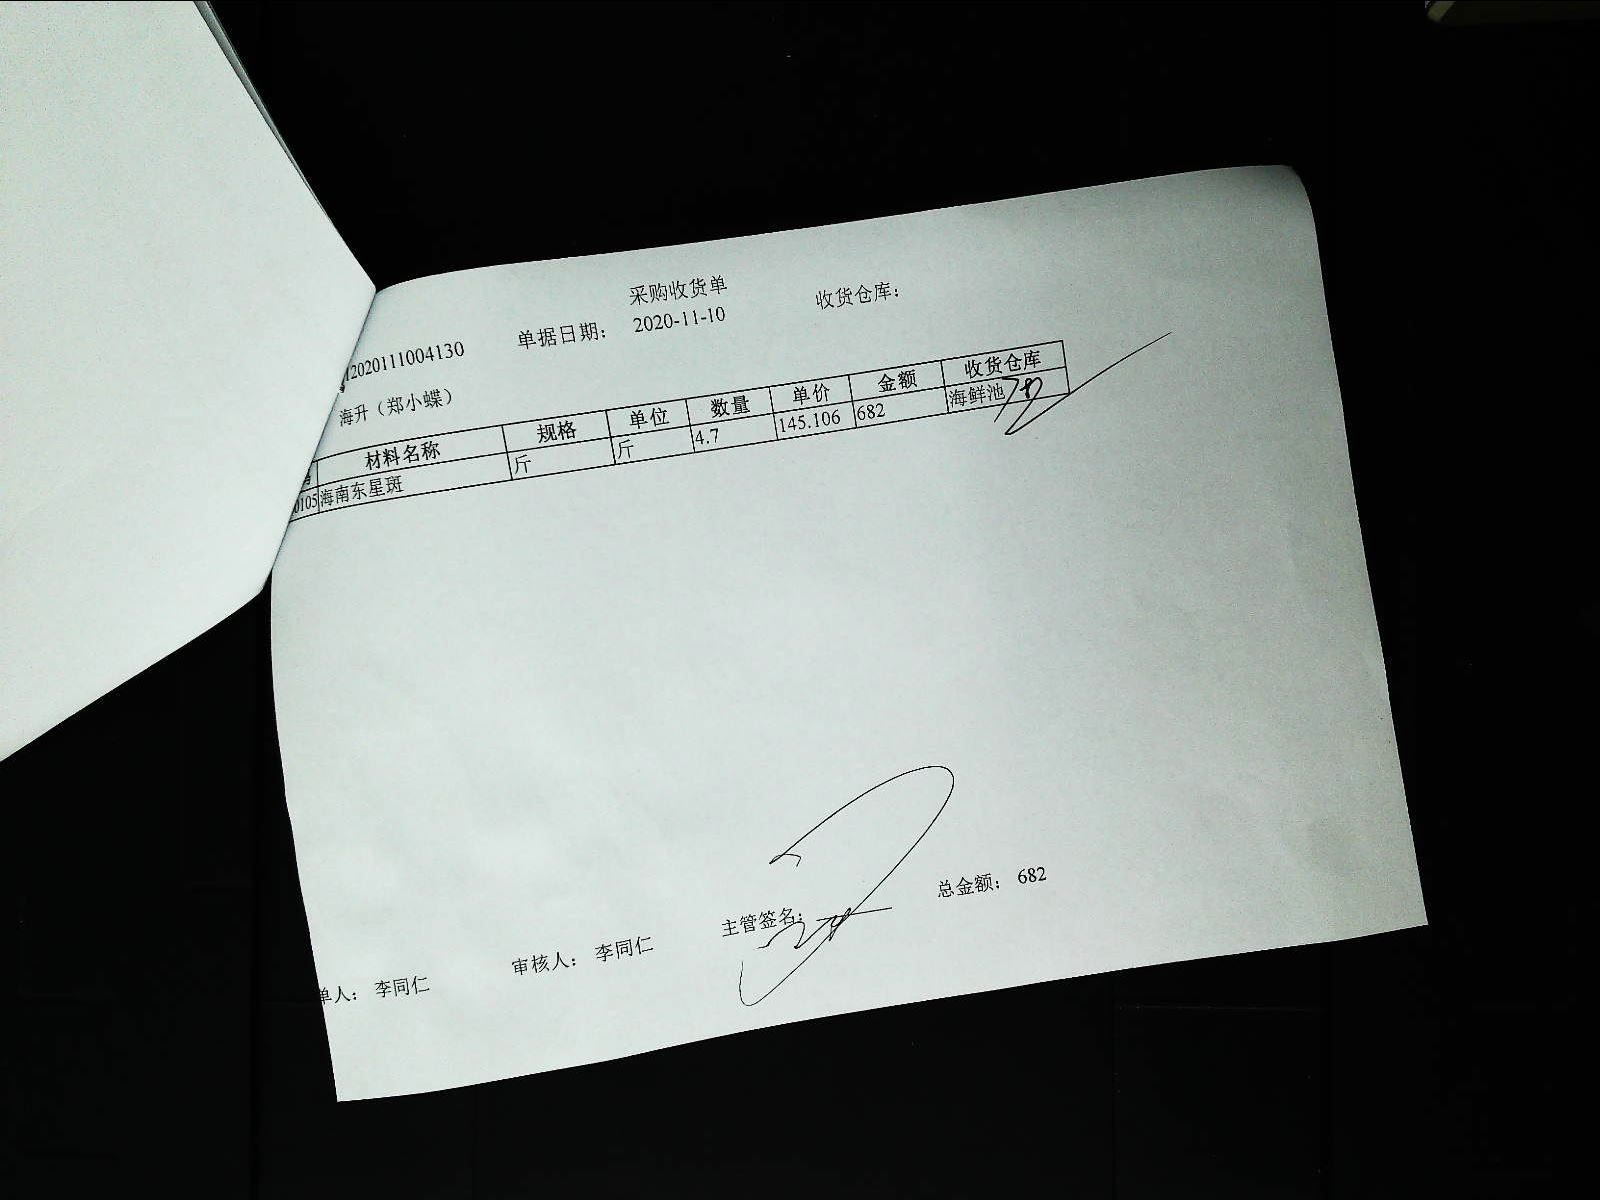 采购收货单
12020111004130 单据日期: 2020-11-10 收货仓库:
海升（郑小蝶）
材料名称 规格 单位 数量 单价 金额 收货仓库
0105 海南东星斑 斤 斤 4.7 145.106 682 海鲜池
单人: 李同仁 审核人: 李同仁 主管签名: 总金额: 682